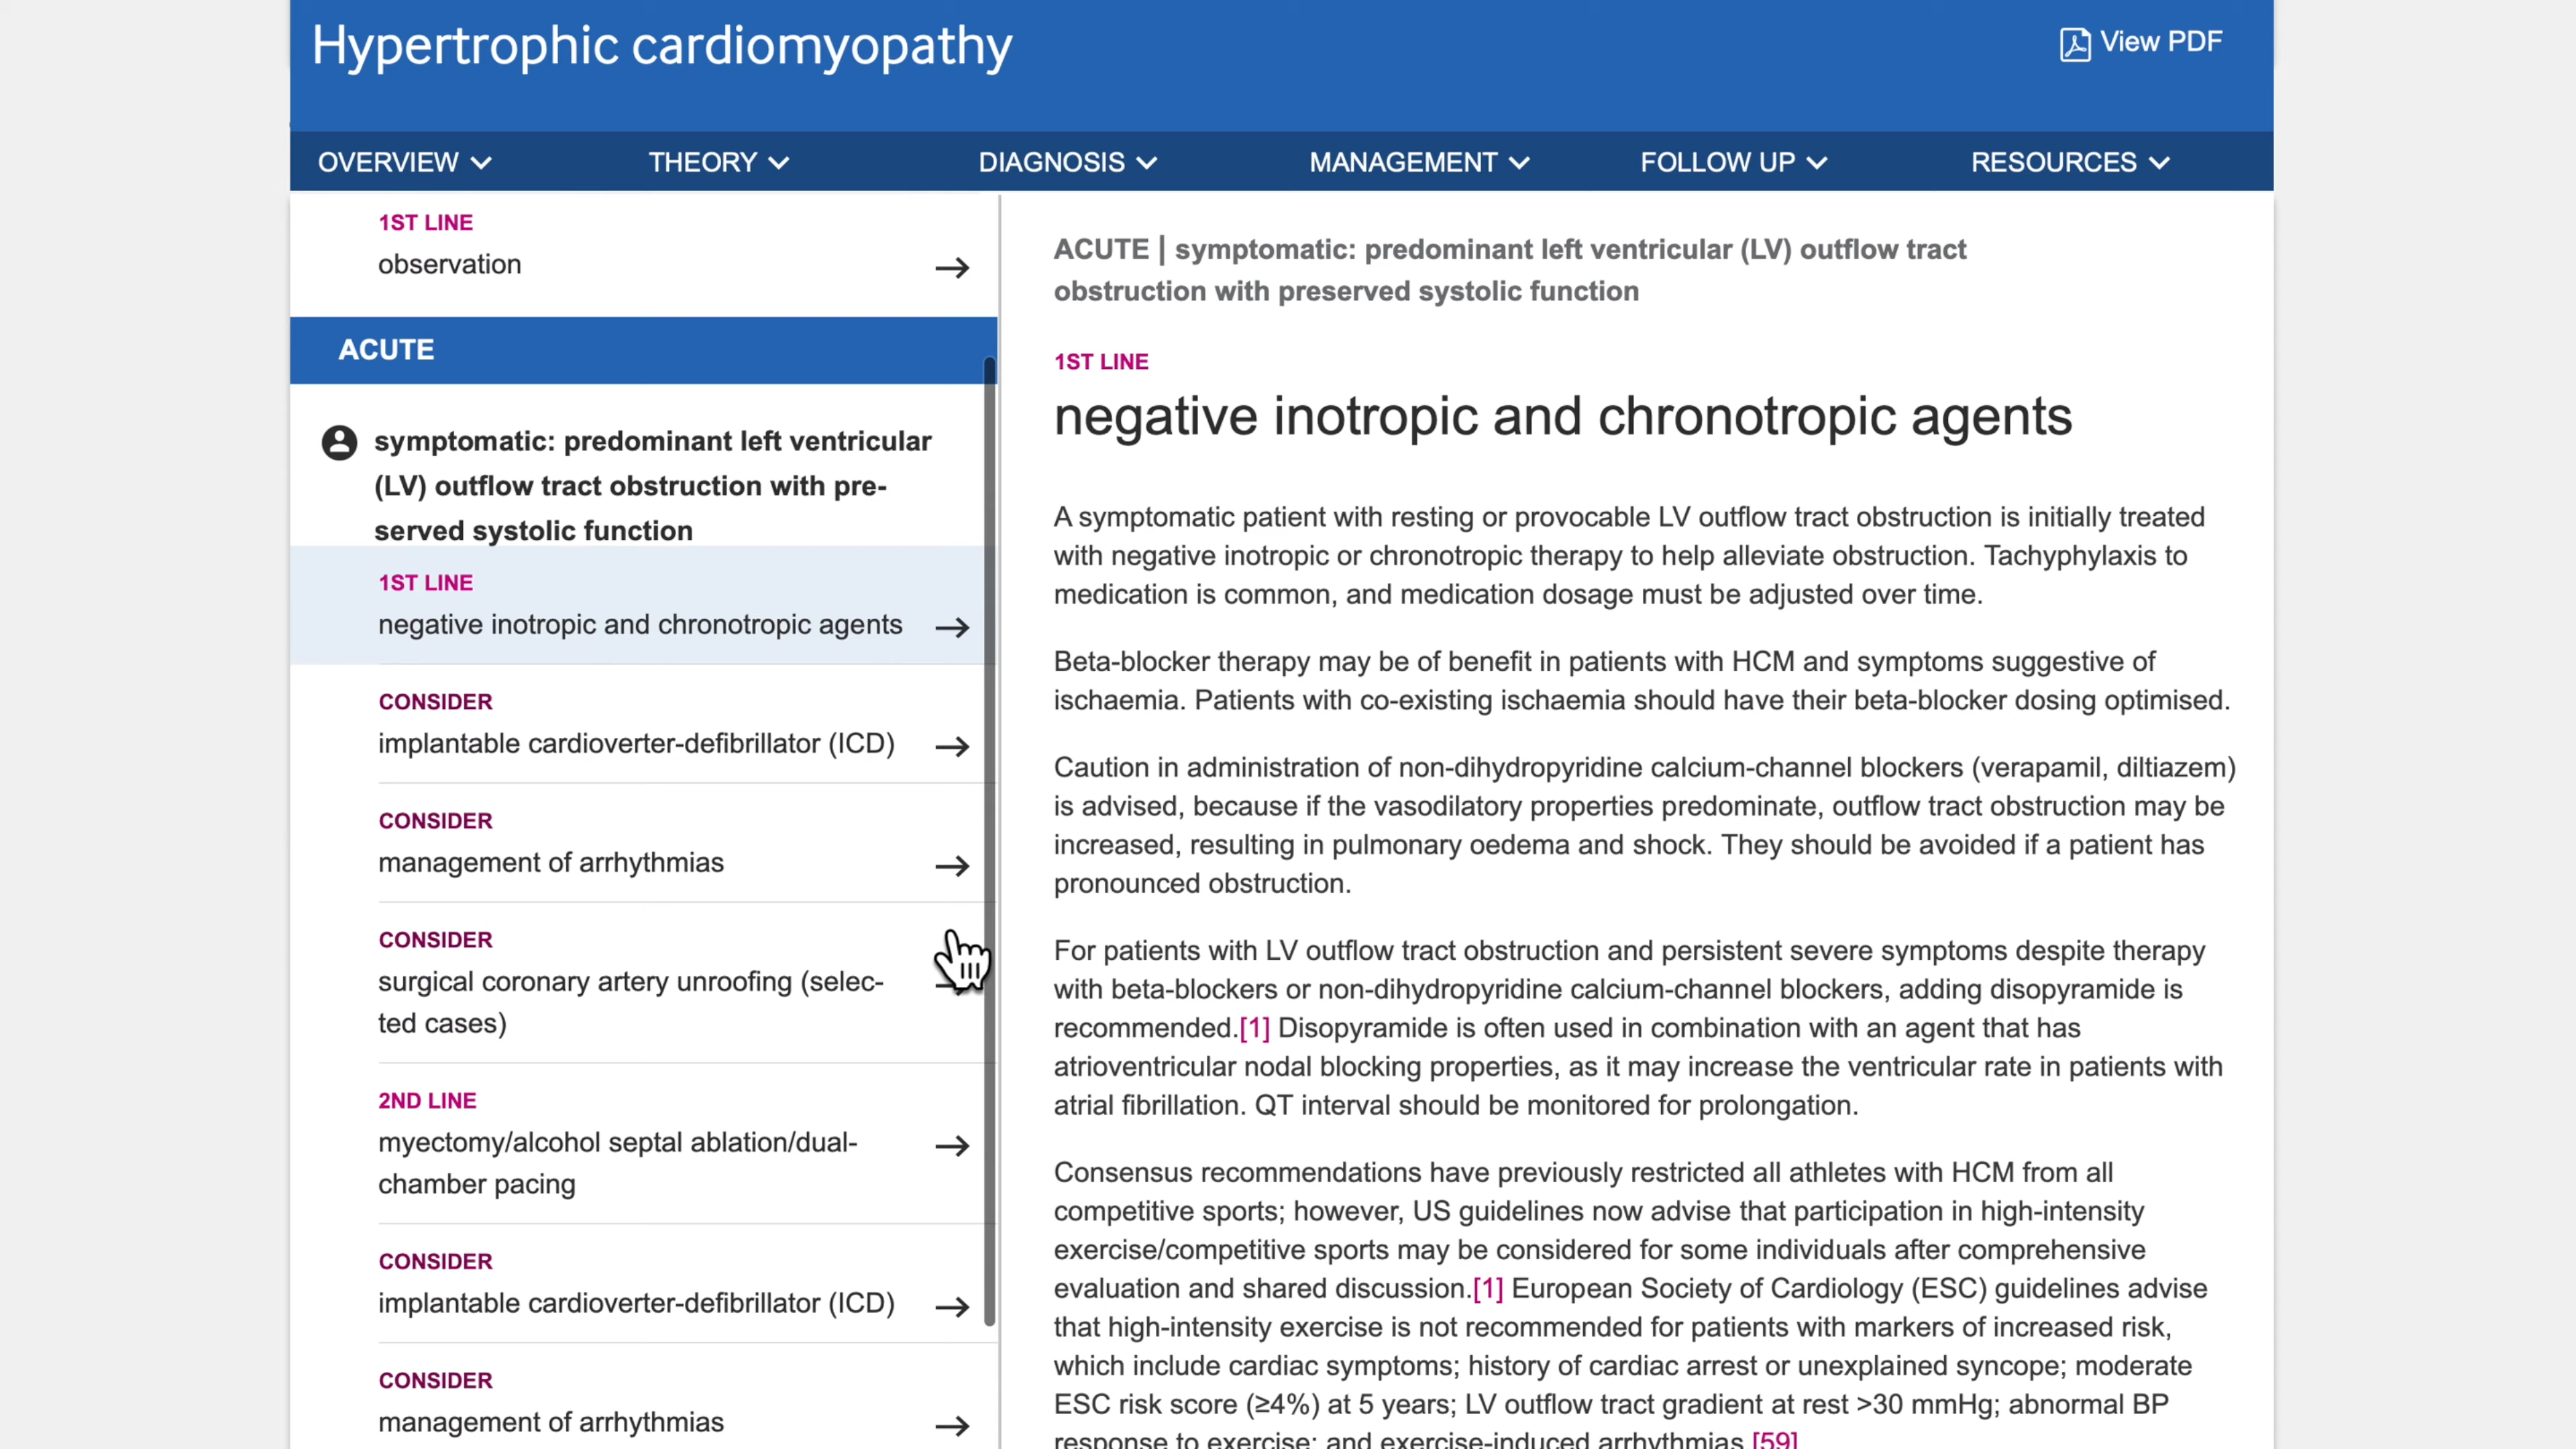 Hypertrophic cardiomyopathy
View PDF
OVERVIEW
THEORY
DIAGNOSIS
MANAGEMENT
FOLLOW UP
RESOURCES
1ST LINE
observation
ACUTE
symptomatic: predominant left ventricular
(LV) outflow tract obstruction with pre-
served systolic function
1ST LINE
negative inotropic and chronotropic agents
CONSIDER
implantable cardioverter-defibrillator (ICD)
CONSIDER
management of arrhythmias
CONSIDER
surgical coronary artery unroofing (selec-
ted cases)
2ND LINE
myectomy/alcohol septal ablation/dual-
chamber pacing
CONSIDER
implantable cardioverter-defibrillator (ICD)
CONSIDER
management of arrhythmias
ACUTE | symptomatic: predominant left ventricular (LV) outflow tract
obstruction with preserved systolic function
1ST LINE
negative inotropic and chronotropic agents
A symptomatic patient with resting or provocable LV outflow tract obstruction is initially treated
with negative inotropic or chronotropic therapy to help alleviate obstruction. Tachyphylaxis to
medication is common, and medication dosage must be adjusted over time.
Beta-blocker therapy may be of benefit in patients with HCM and symptoms suggestive of
ischaemia. Patients with co-existing ischaemia should have their beta-blocker dosing optimised.
Caution in administration of non-dihydropyridine calcium-channel blockers (verapamil, diltiazem)
is advised, because if the vasodilatory properties predominate, outflow tract obstruction may be
increased, resulting in pulmonary oedema and shock. They should be avoided if a patient has
pronounced obstruction.
For patients with LV outflow tract obstruction and persistent severe symptoms despite therapy
with beta-blockers or non-dihydropyridine calcium-channel blockers, adding disopyramide is
recommended.[1] Disopyramide is often used in combination with an agent that has
atrioventricular nodal blocking properties, as it may increase the ventricular rate in patients with
atrial fibrillation. QT interval should be monitored for prolongation.
Consensus recommendations have previously restricted all athletes with HCM from all
competitive sports; however, US guidelines now advise that participation in high-intensity
exercise/competitive sports may be considered for some individuals after comprehensive
evaluation and shared discussion.[1] European Society of Cardiology (ESC) guidelines advise
that high-intensity exercise is not recommended for patients with markers of increased risk,
which include cardiac symptoms; history of cardiac arrest or unexplained syncope; moderate
ESC risk score (≥4%) at 5 years; LV outflow tract gradient at rest >30 mmHg; abnormal BP
response to exercise; and exercise-induced arrhythmias.[59]